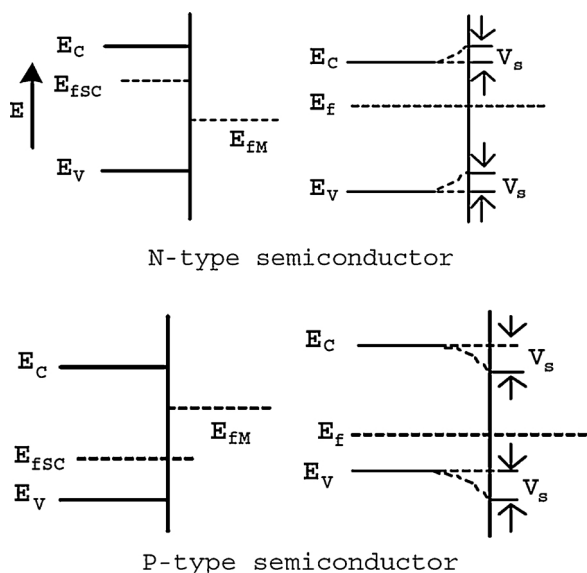 E_C
E_fSC
E
E_fM
E_V
E_C
V_s
E_f
E_V
V_s
N-type semiconductor
E_C
E_fM
E_fSC
E_V
E_C
V_s
E_f
E_V
V_s
P-type semiconductor